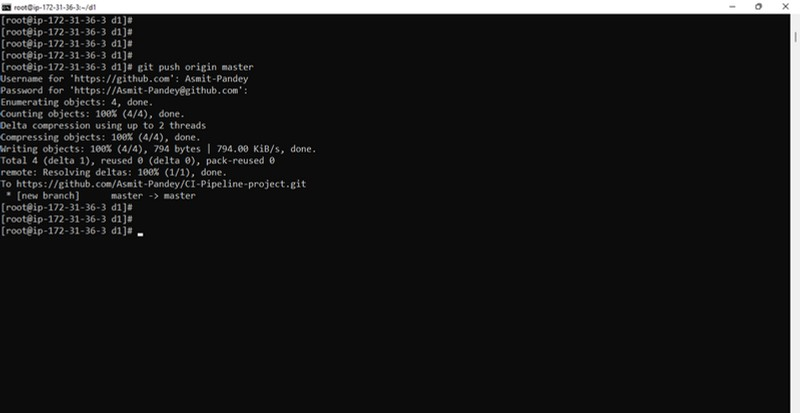 root@ip-172-31-36-3:~/d1
[root@ip-172-31-36-3 d1]#
[root@ip-172-31-36-3 d1]#
[root@ip-172-31-36-3 d1]#
[root@ip-172-31-36-3 d1]#
[root@ip-172-31-36-3 d1]# git push origin master
Username for 'https://github.com': Asmit-Pandey
Password for 'https://Asmit-Pandey@github.com':
Enumerating objects: 4, done.
Counting objects: 100% (4/4), done.
Delta compression using up to 2 threads
Compressing objects: 100% (4/4), done.
Writing objects: 100% (4/4), 794 bytes | 794.00 KiB/s, done.
Total 4 (delta 1), reused 0 (delta 0), pack-reused 0
remote: Resolving deltas: 100% (1/1), done.
To https://github.com/Asmit-Pandey/CI-Pipeline-project.git
 * [new branch]      master -> master
[root@ip-172-31-36-3 d1]#
[root@ip-172-31-36-3 d1]#
[root@ip-172-31-36-3 d1]#